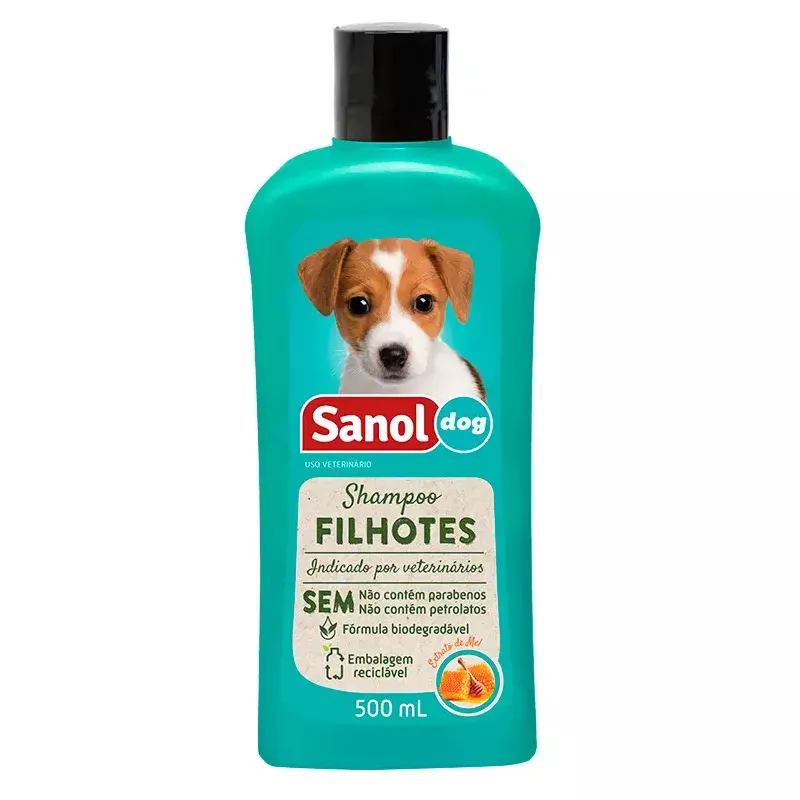 Sanol dog
USO VETERINÁRIO
Shampoo
FILHOTES
Indicado por veterinários
SEM Não contém parabenos
Não contém petrolatos
Fórmula biodegradável
Embalagem
reciclável
Extrato de Mel
500 mL